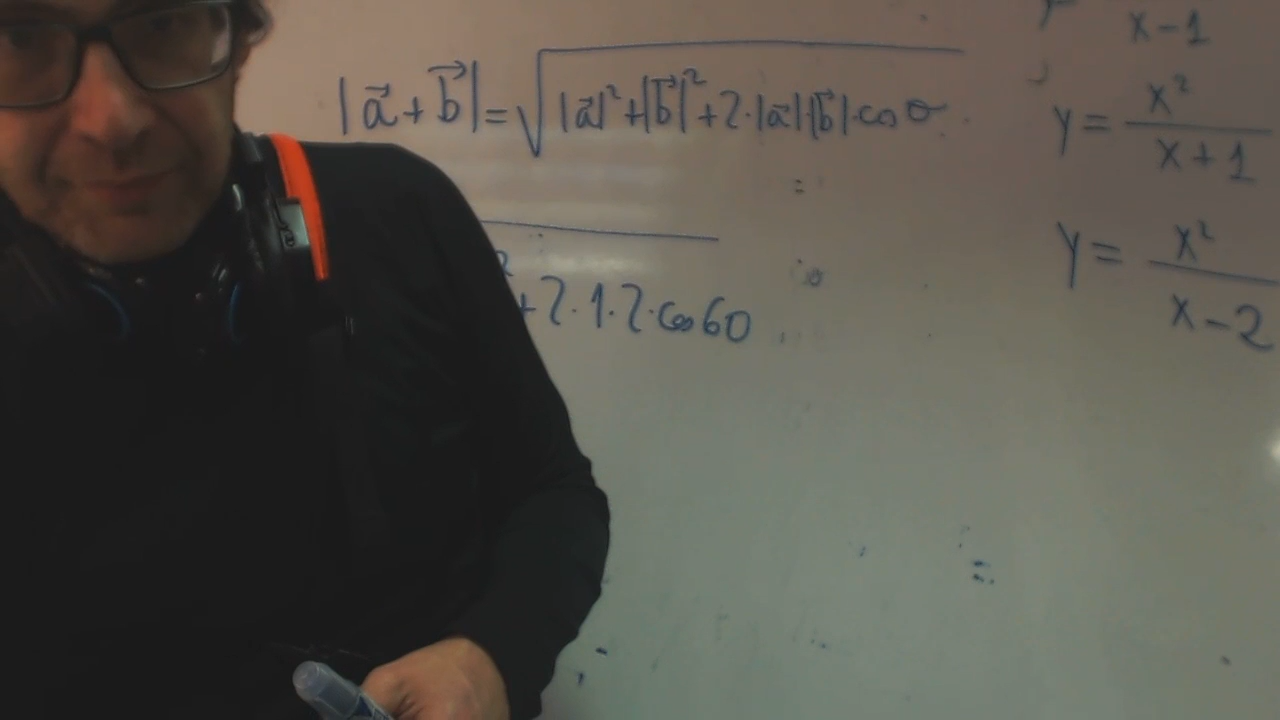 |a⃗ + b⃗| = √(|a⃗|² + |b⃗|² + 2·|a⃗|·|b⃗|·cos σ
+ 2·1·2·cos 60
x-1
y = x² / x+1
y = x² / x-2